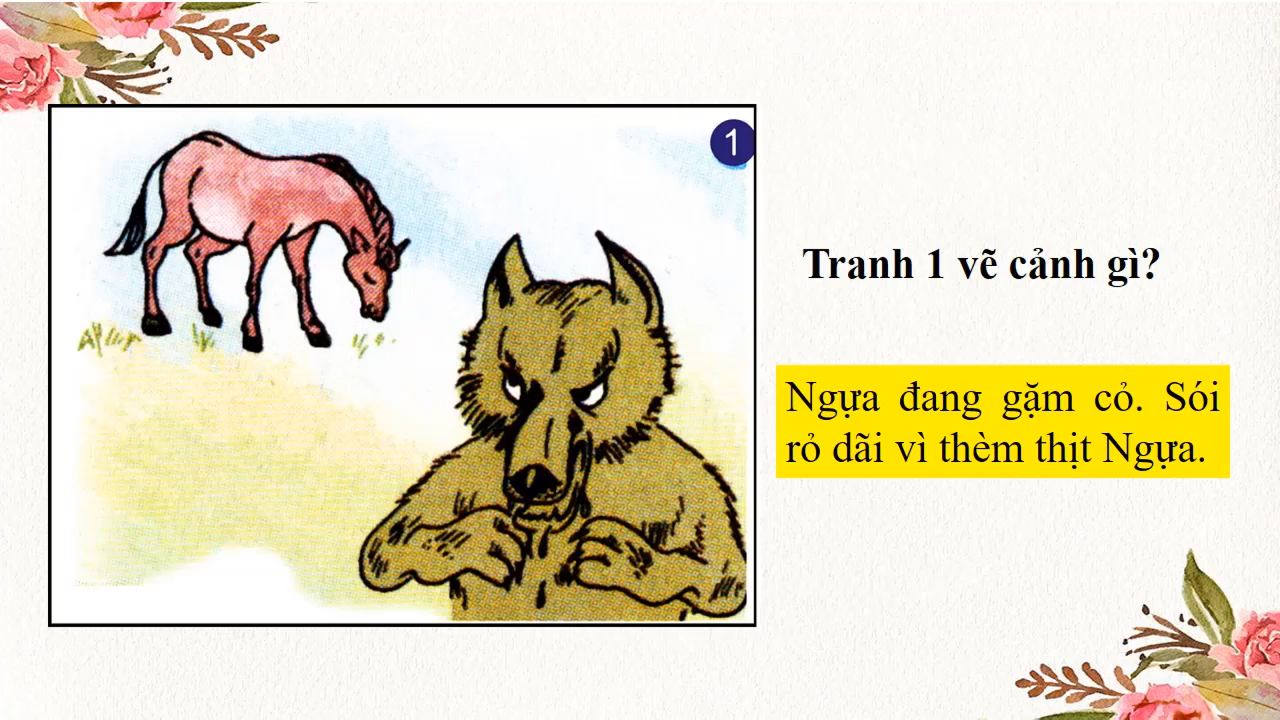 1
Tranh 1 vẽ cảnh gì?
Ngựa đang gặm cỏ. Sói
rỏ dãi vì thèm thịt Ngựa.